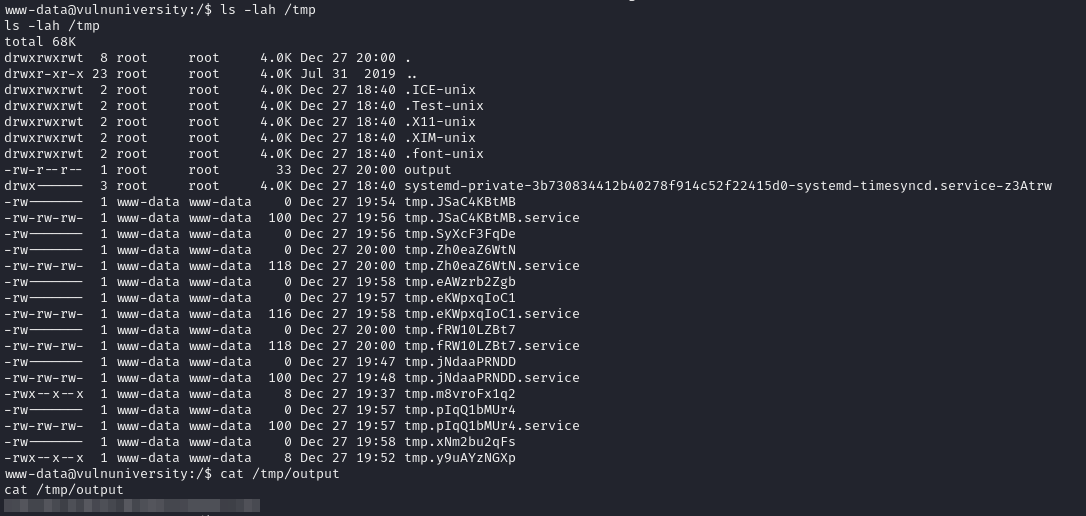 www-data@vulnuniversity:/$ ls -lah /tmp
ls -lah /tmp
total 68K
drwxrwxrwt  8 root     root     4.0K Dec 27 20:00 .
drwxr-xr-x 23 root     root     4.0K Jul 31  2019 ..
drwxrwxrwt  2 root     root     4.0K Dec 27 18:40 .ICE-unix
drwxrwxrwt  2 root     root     4.0K Dec 27 18:40 .Test-unix
drwxrwxrwt  2 root     root     4.0K Dec 27 18:40 .X11-unix
drwxrwxrwt  2 root     root     4.0K Dec 27 18:40 .XIM-unix
drwxrwxrwt  2 root     root     4.0K Dec 27 18:40 .font-unix
-rw-r--r--  1 root     root       33 Dec 27 20:00 output
drwx------  3 root     root     4.0K Dec 27 18:40 systemd-private-3b730834412b40278f914c52f22415d0-systemd-timesyncd.service-z3Atrw
-rw-------  1 www-data www-data    0 Dec 27 19:54 tmp.JSaC4KBtMB
-rw-rw-rw-  1 www-data www-data  100 Dec 27 19:56 tmp.JSaC4KBtMB.service
-rw-------  1 www-data www-data    0 Dec 27 19:56 tmp.SyXcF3FqDe
-rw-------  1 www-data www-data    0 Dec 27 20:00 tmp.Zh0eaZ6WtN
-rw-rw-rw-  1 www-data www-data  118 Dec 27 20:00 tmp.Zh0eaZ6WtN.service
-rw-------  1 www-data www-data    0 Dec 27 19:58 tmp.eAWzrb2Zgb
-rw-------  1 www-data www-data    0 Dec 27 19:57 tmp.eKWpxqIoC1
-rw-rw-rw-  1 www-data www-data  116 Dec 27 19:58 tmp.eKWpxqIoC1.service
-rw-------  1 www-data www-data    0 Dec 27 20:00 tmp.fRW10LZBt7
-rw-rw-rw-  1 www-data www-data  118 Dec 27 20:00 tmp.fRW10LZBt7.service
-rw-------  1 www-data www-data    0 Dec 27 19:47 tmp.jNdaaPRNDD
-rw-rw-rw-  1 www-data www-data  100 Dec 27 19:48 tmp.jNdaaPRNDD.service
-rwx--x--x  1 www-data www-data    8 Dec 27 19:37 tmp.m8vroFx1q2
-rw-------  1 www-data www-data    0 Dec 27 19:57 tmp.pIqQ1bMUr4
-rw-rw-rw-  1 www-data www-data  100 Dec 27 19:57 tmp.pIqQ1bMUr4.service
-rw-------  1 www-data www-data    0 Dec 27 19:58 tmp.xNm2bu2qFs
-rwx--x--x  1 www-data www-data    8 Dec 27 19:52 tmp.y9uAYzNGXp
www-data@vulnuniversity:/$ cat /tmp/output
cat /tmp/output